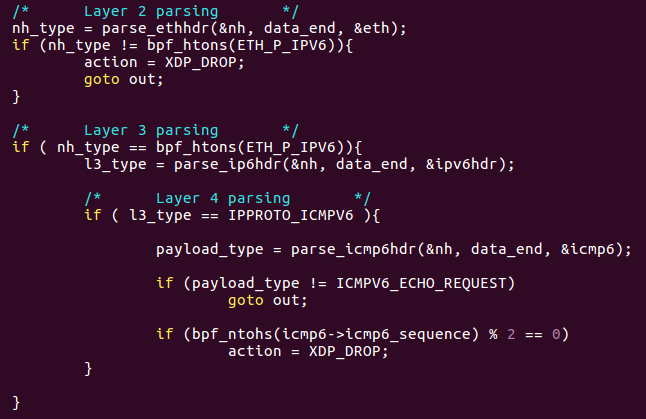 /*      Layer 2 parsing        */
nh_type = parse_ethhdr(&nh, data_end, &eth);
if (nh_type != bpf_htons(ETH_P_IPV6)){
        action = XDP_DROP;
        goto out;
}

/*      Layer 3 parsing        */
if ( nh_type == bpf_htons(ETH_P_IPV6)){
        l3_type = parse_ip6hdr(&nh, data_end, &ipv6hdr);

        /*      Layer 4 parsing        */
        if ( l3_type == IPPROTO_ICMPV6 ){

                payload_type = parse_icmp6hdr(&nh, data_end, &icmp6);

                if (payload_type != ICMPV6_ECHO_REQUEST)
                        goto out;

                if (bpf_ntohs(icmp6->icmp6_sequence) % 2 == 0)
                        action = XDP_DROP;
        }

}